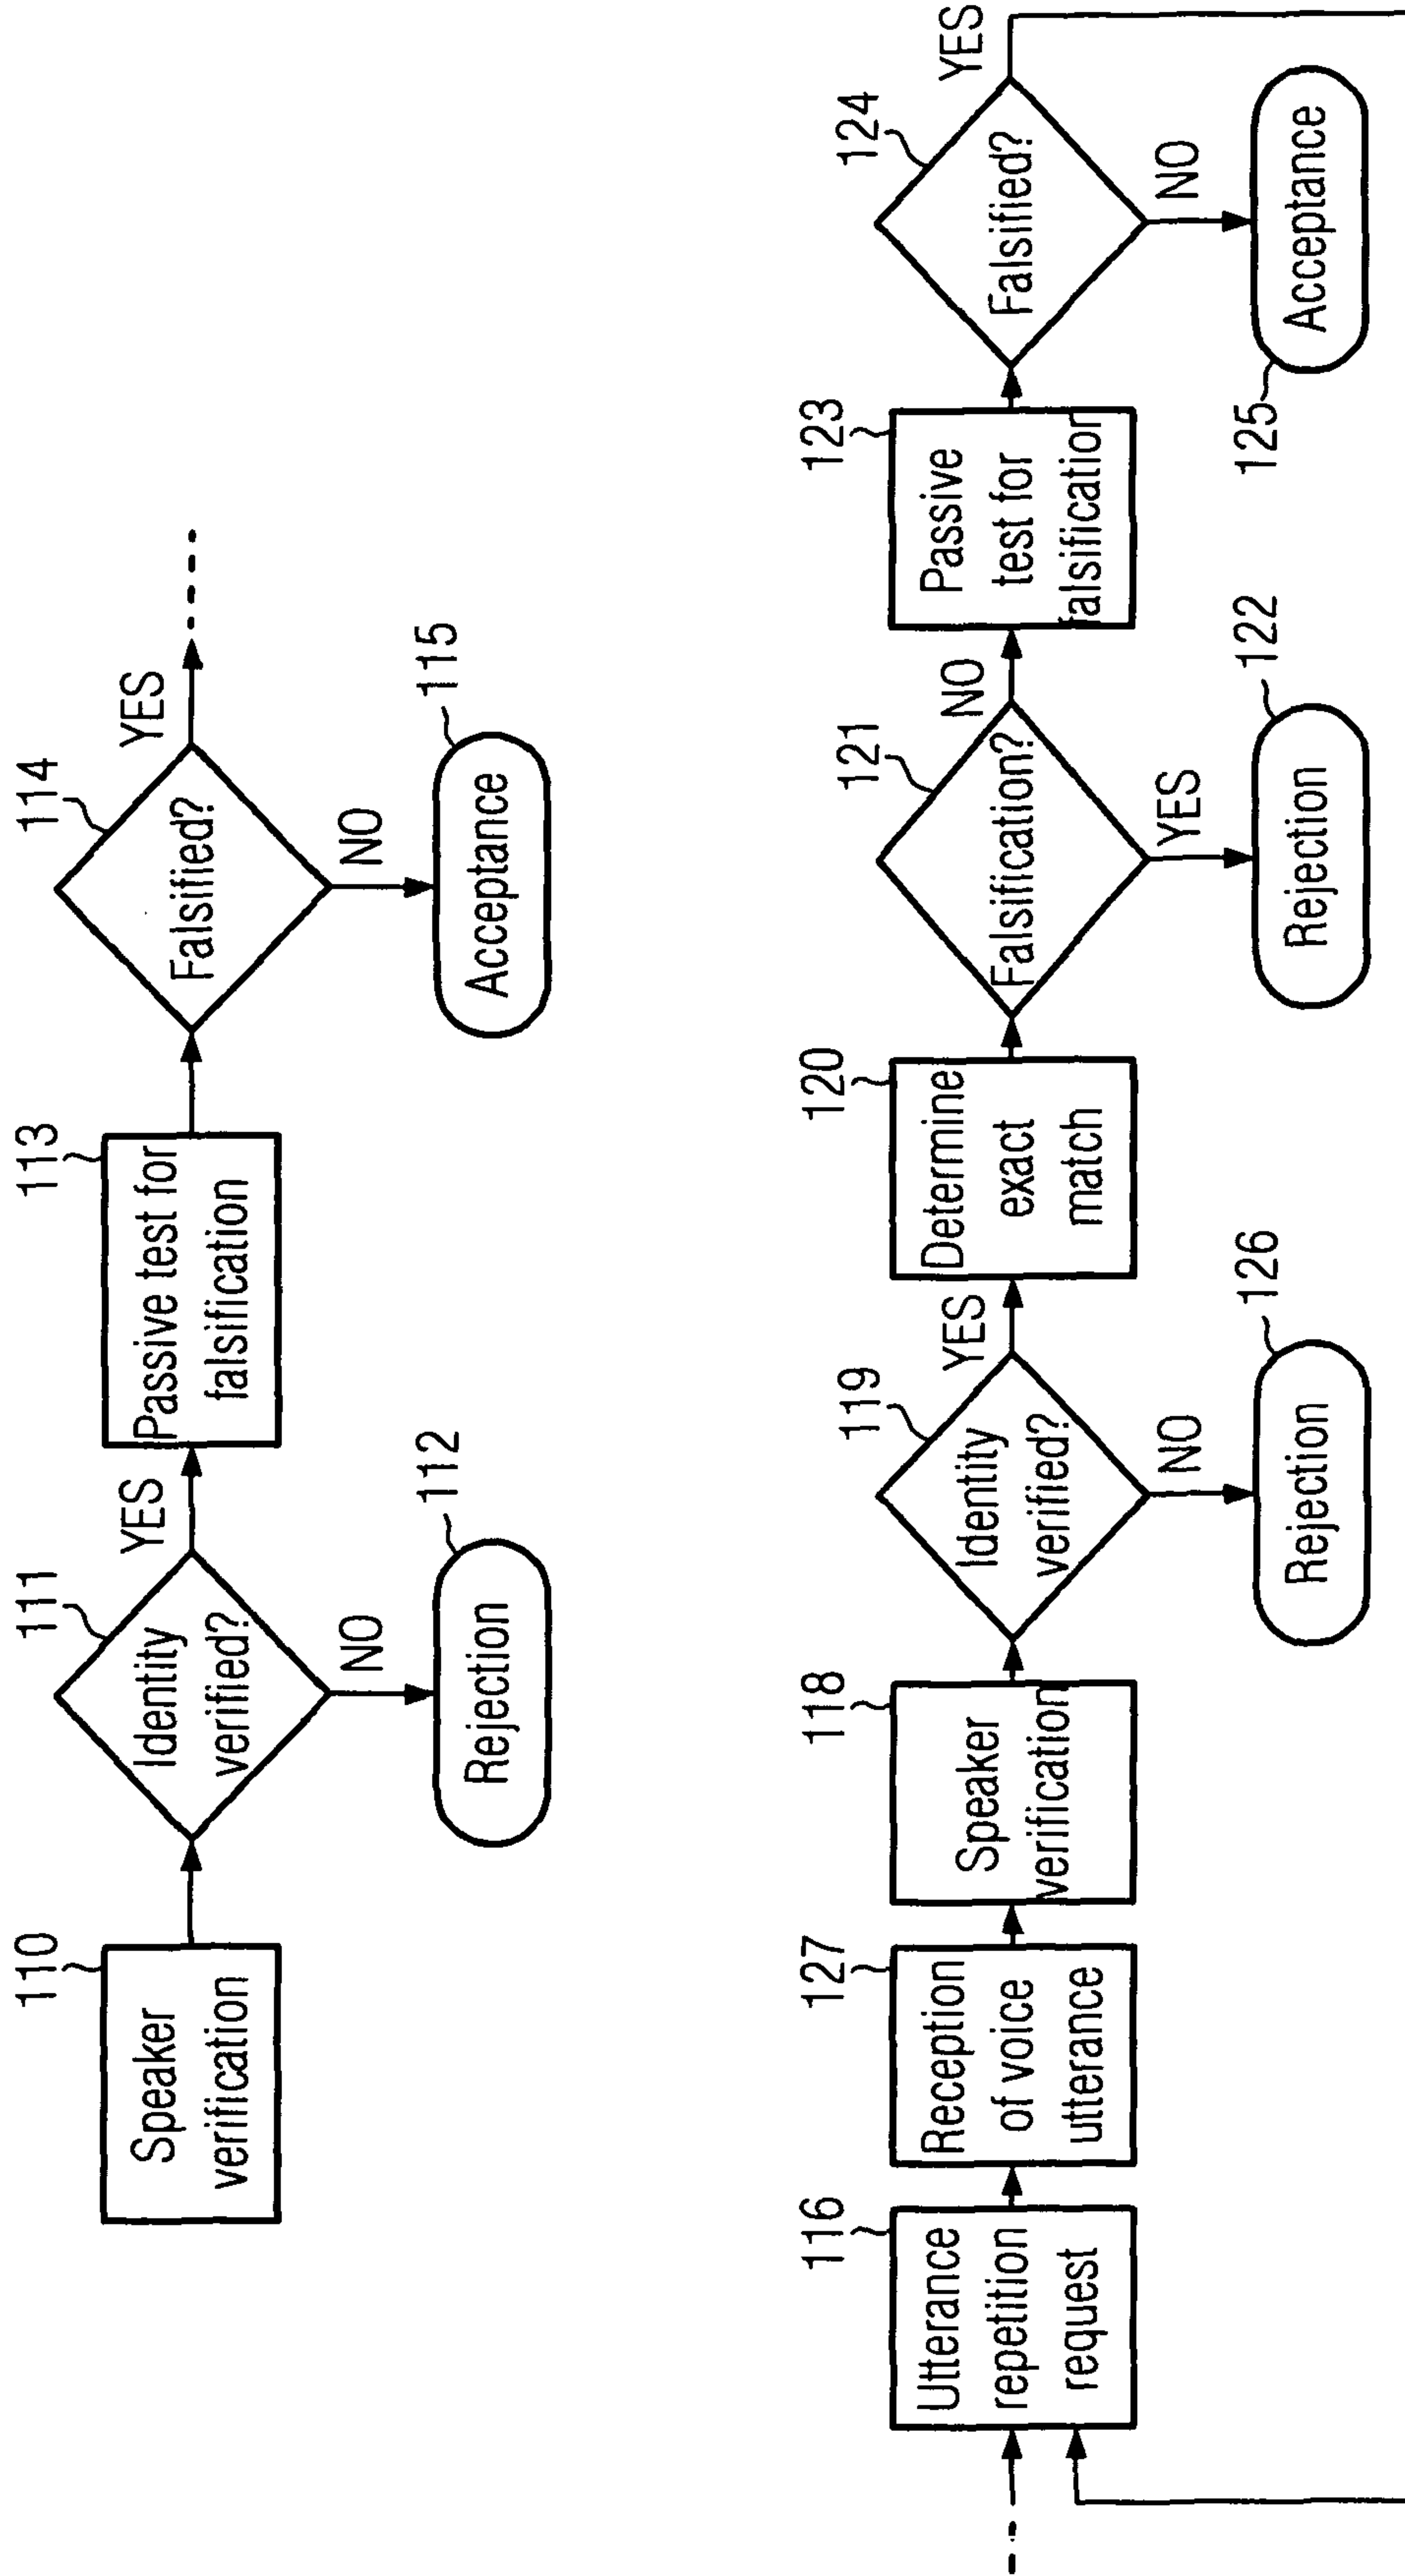 110
Speaker
verification
111
Identity
verified?
YES
NO
112
Rejection
113
Passive test for
falsification
114
Falsified?
YES
NO
115
Acceptance
116
Utterance
repetition
request
127
Reception
of voice
utterance
118
Speaker
verification
119
Identity
verified?
YES
NO
126
Rejection
120
Determine
exact
match
121
Falsification?
NO
YES
122
Rejection
123
Passive
test for
falsification
124
Falsified?
YES
NO
125
Acceptance